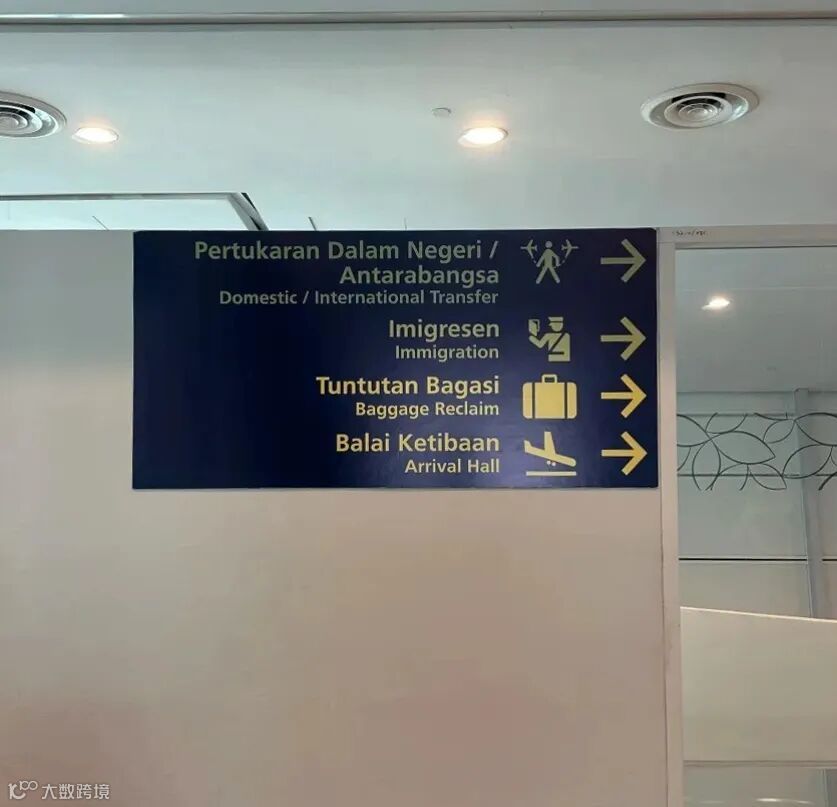 Pertukaran Dalam Negeri /
Antarabangsa
Domestic / International Transfer
Imigresen
Immigration
Tuntutan Bagasi
Baggage Reclaim
Balai Ketibaan
Arrival Hall
大数跨境